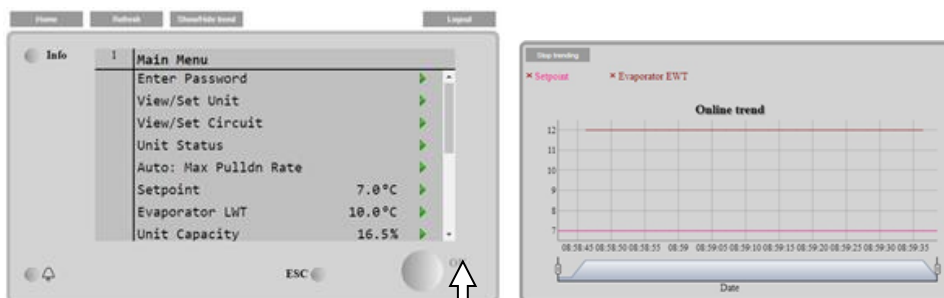 Home Refresh Show/Hide trend Logout
Info
1 Main Menu
Enter Password
View/Set Unit
View/Set Circuit
Unit Status
Auto: Max Pulldn Rate
Setpoint 7.0°C
Evaporator LWT 10.0°C
Unit Capacity 16.5%
ESC
Stop trending
× Setpoint × Evaporator EWT
Online trend
12
11
10
9
8
7
08:58:45 08:58:50 08:58:55 08:59 08:59:05 08:59:10 08:59:15 08:59:20 08:59:25 08:59:30 08:59:35
Date